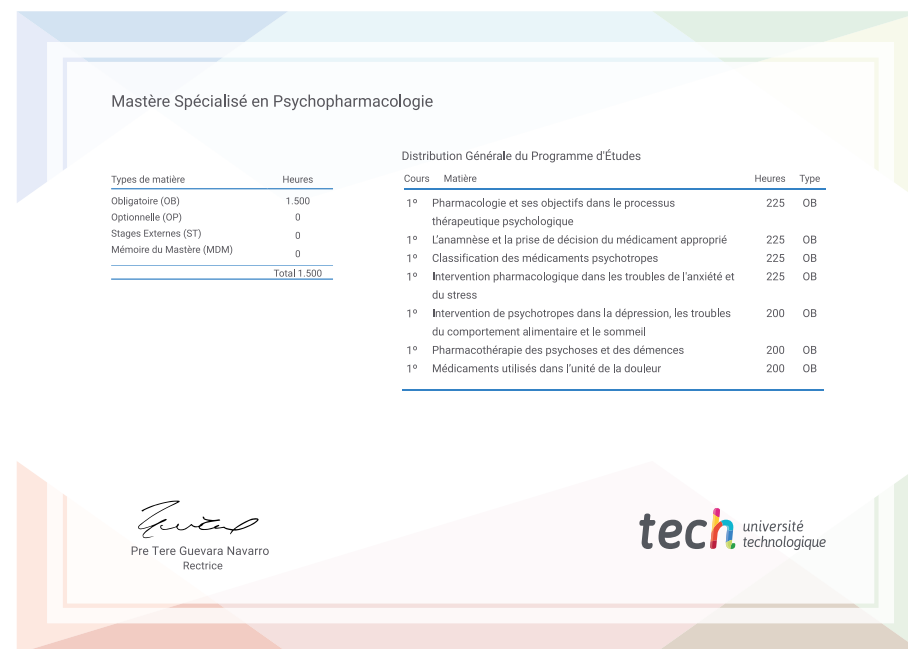 Mastère Spécialisé en Psychopharmacologie
Types de matière Heures
Obligatoire (OB) 1.500
Optionnelle (OP) 0
Stages Externes (ST) 0
Mémoire du Mastère (MDM) 0
Total 1.500
Distribution Générale du Programme d'Études
Cours Matière Heures Type
1º Pharmacologie et ses objectifs dans le processus 225 OB
thérapeutique psychologique
1º L'anamnèse et la prise de décision du médicament approprié 225 OB
1º Classification des médicaments psychotropes 225 OB
1º Intervention pharmacologique dans les troubles de l'anxiété et 225 OB
du stress
1º Intervention de psychotropes dans la dépression, les troubles 200 OB
du comportement alimentaire et le sommeil
1º Pharmacothérapie des psychoses et des démences 200 OB
1º Médicaments utilisés dans l'unité de la douleur 200 OB
Pre Tere Guevara Navarro
Rectrice
tech université
technologique